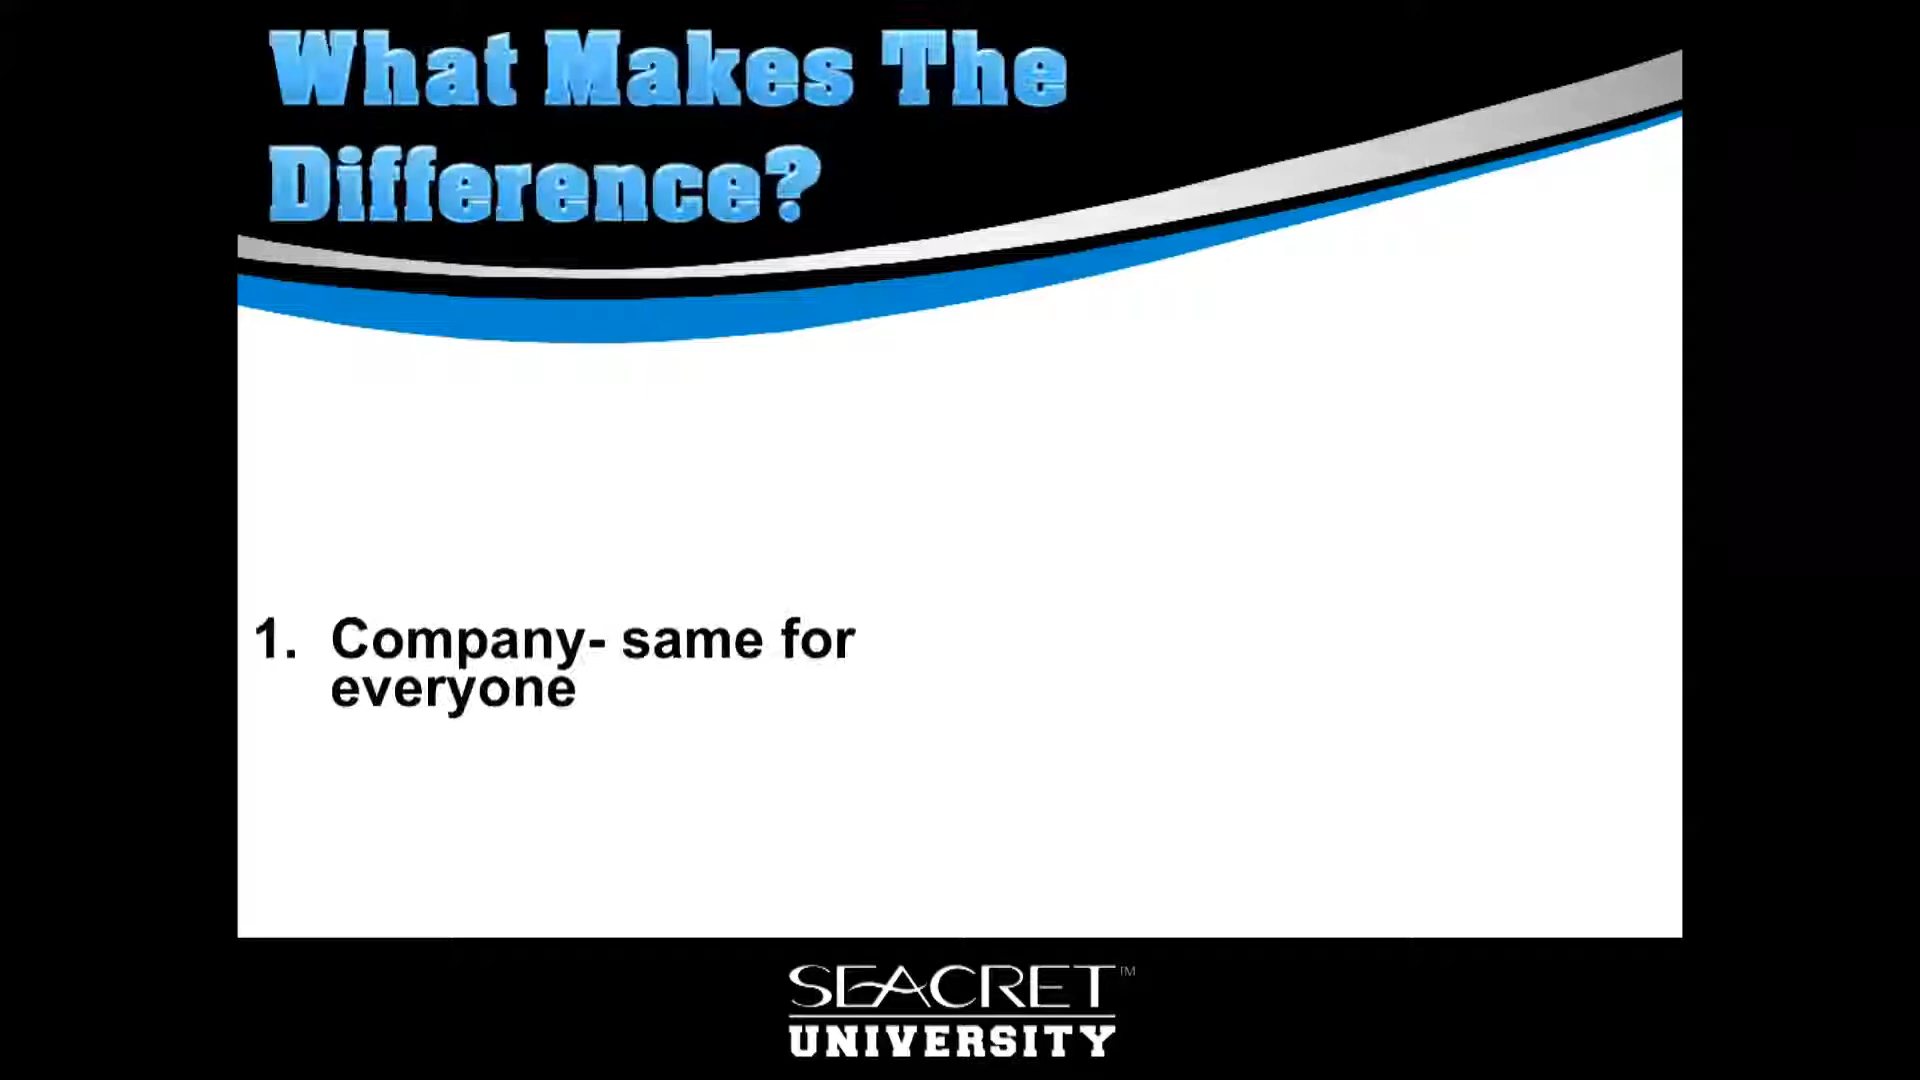 What Makes The
Difference?
1. Company- same for
everyone
SEACRET™
UNIVERSITY